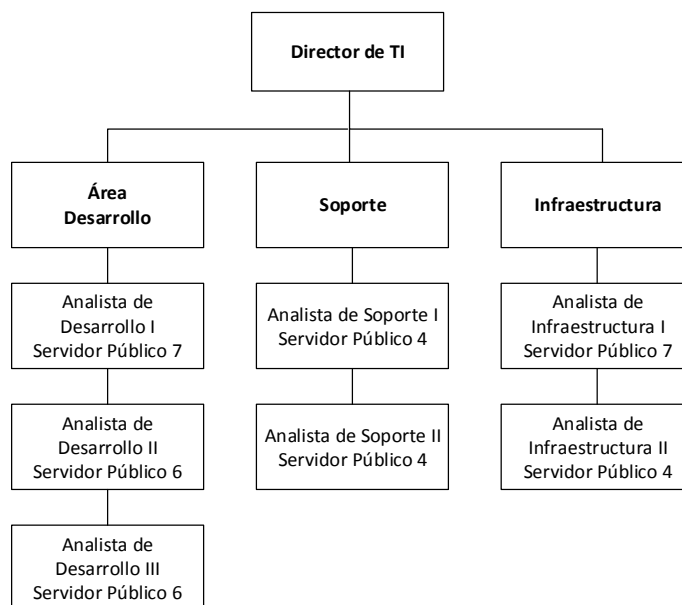 Director de TI
Área
Desarrollo
Soporte
Infraestructura
Analista de
Desarrollo I
Servidor Público 7
Analista de Soporte I
Servidor Público 4
Analista de
Infraestructura I
Servidor Público 7
Analista de
Desarrollo II
Servidor Público 6
Analista de Soporte II
Servidor Público 4
Analista de
Infraestructura II
Servidor Público 4
Analista de
Desarrollo III
Servidor Público 6